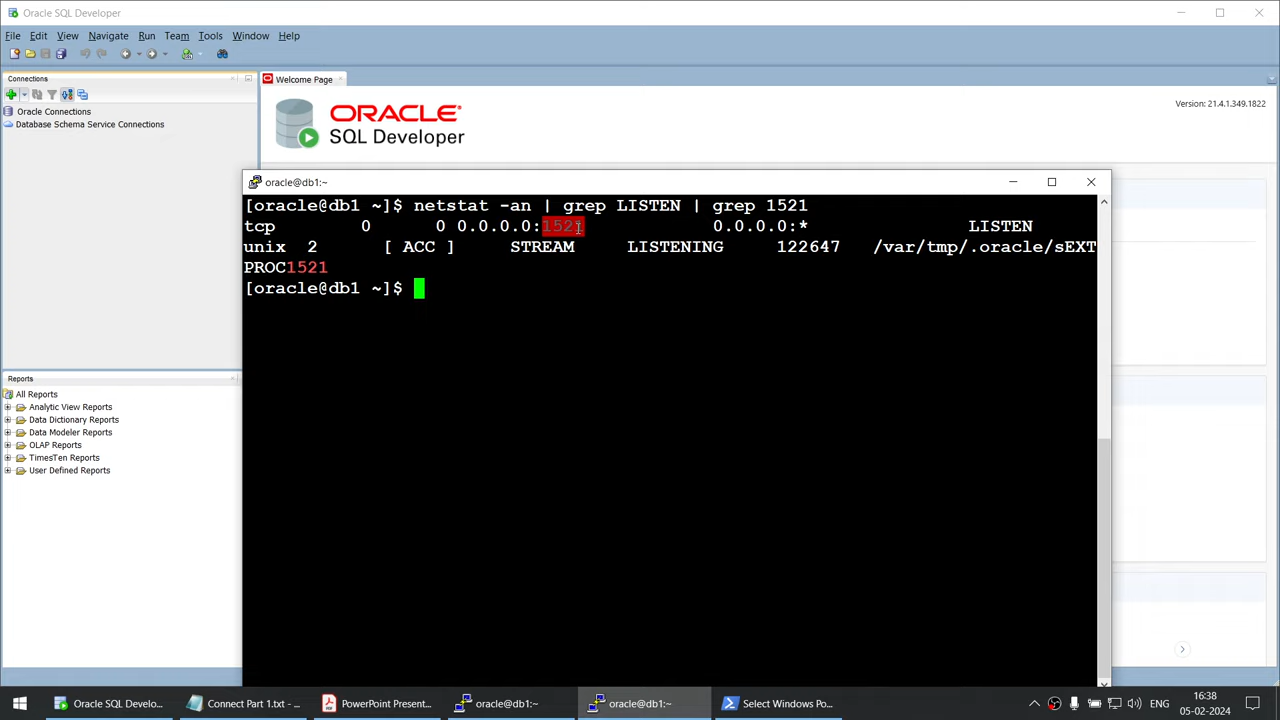 Oracle SQL Developer
File Edit View Navigate Run Team Tools Window Help
Connections
Welcome Page
Oracle Connections
Database Schema Service Connections
ORACLE
SQL Developer
Version: 21.4.1.349.1822
oracle@db1:~
[oracle@db1 ~]$ netstat -an | grep LISTEN | grep 1521
tcp 0 0 0.0.0.0:1521 0.0.0.0:* LISTEN
unix 2 [ ACC ] STREAM LISTENING 122647 /var/tmp/.oracle/sEXT
PROC1521
[oracle@db1 ~]$
Reports
All Reports
Analytic View Reports
Data Dictionary Reports
Data Modeler Reports
OLAP Reports
TimesTen Reports
User Defined Reports
Oracle SQL Develo...
Connect Part 1.txt - ...
PowerPoint Present...
oracle@db1:~
oracle@db1:~
Select Windows Po...
ENG
16:38
05-02-2024